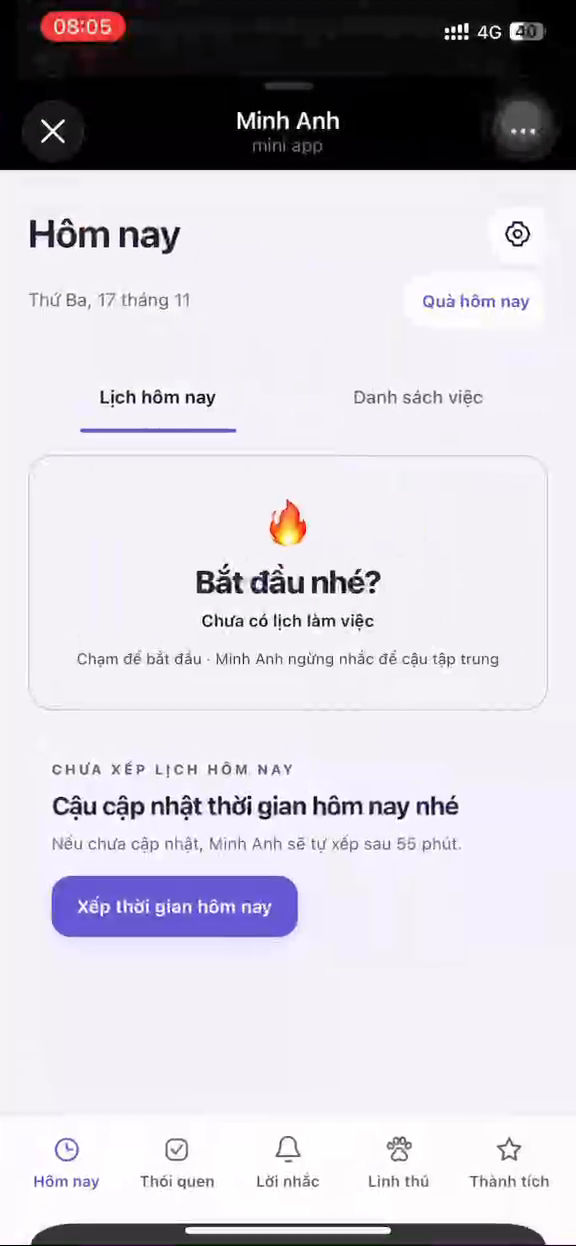 08:05
4G 40
Minh Anh
mini app
Hôm nay
Thứ Ba, 17 tháng 11
Quà hôm nay
Lịch hôm nay
Danh sách việc
Bắt đầu nhé?
Chưa có lịch làm việc
Chạm để bắt đầu · Minh Anh ngừng nhắc để cậu tập trung
CHƯA XẾP LỊCH HÔM NAY
Cậu cập nhật thời gian hôm nay nhé
Nếu chưa cập nhật, Minh Anh sẽ tự xếp sau 55 phút.
Xếp thời gian hôm nay
Hôm nay
Thói quen
Lời nhắc
Linh thú
Thành tích